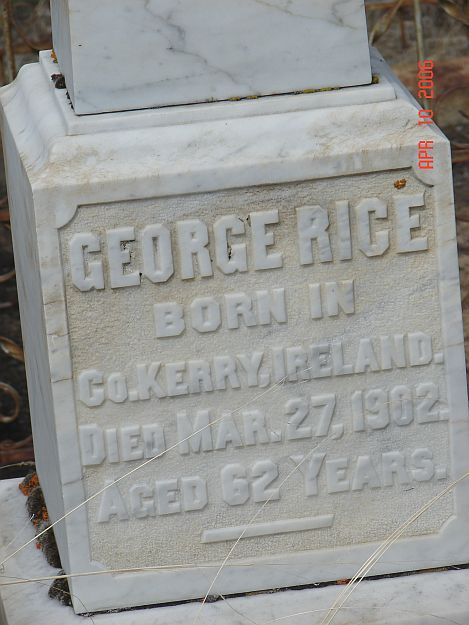 GEORGE RICE
BORN IN
CO. KERRY, IRELAND.
DIED MAR. 27, 1902.
AGED 62 YEARS.
APR 10 2006